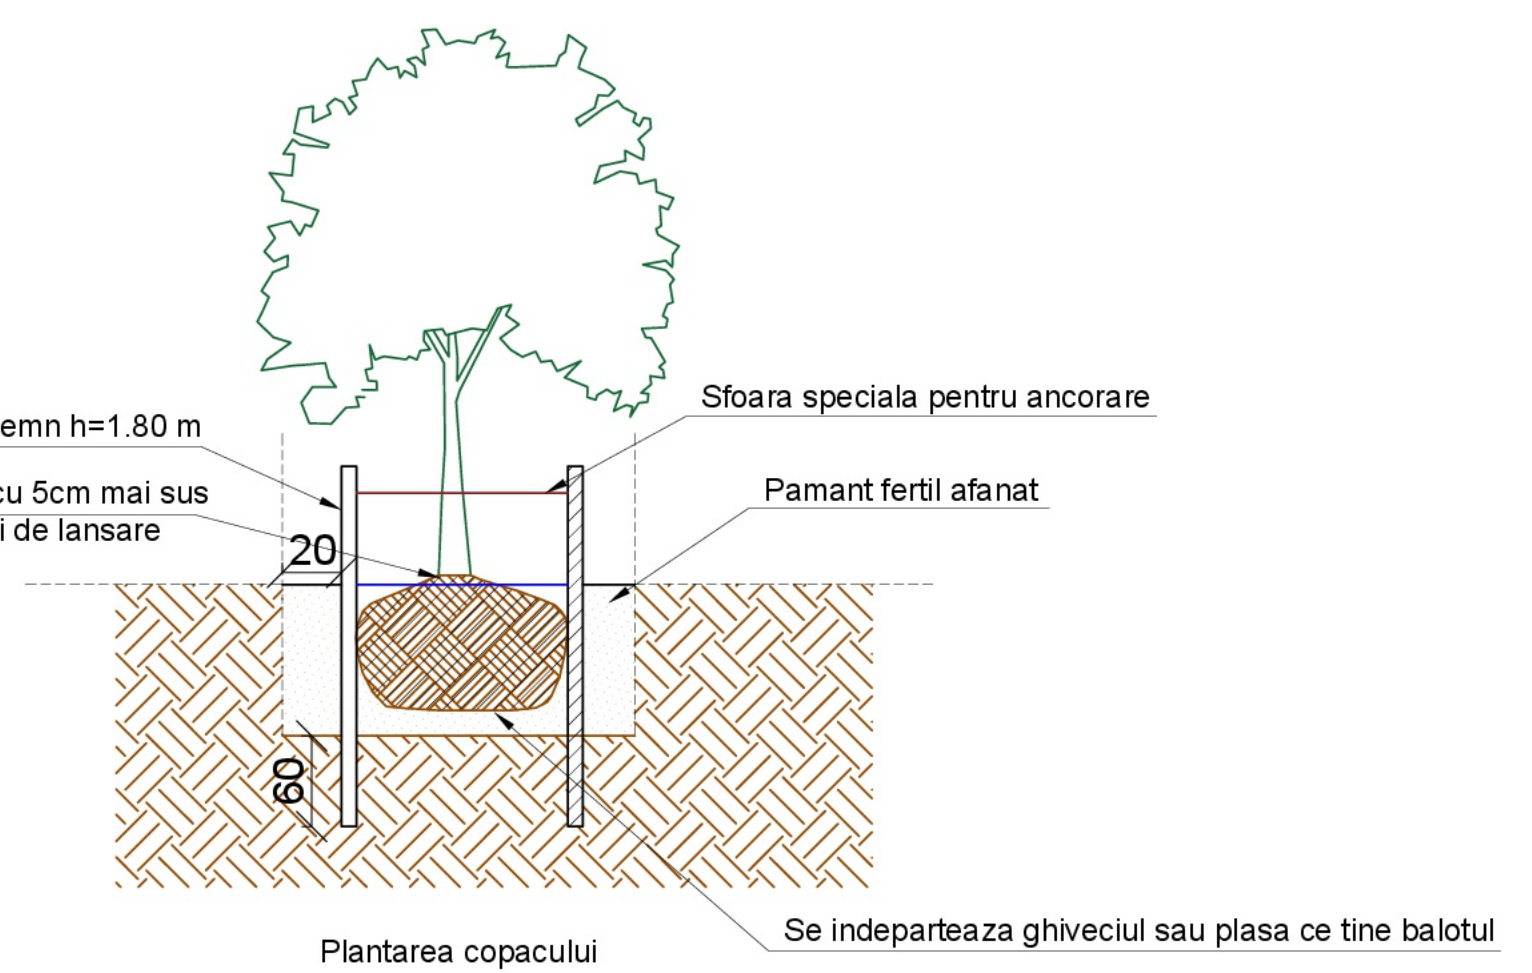 Sfoara speciala pentru ancorare
emn h=1.80 m
Pamant fertil afanat
cu 5cm mai sus
i de lansare
20
60
Se indeparteaza ghiveciul sau plasa ce tine balotul
Plantarea copacului